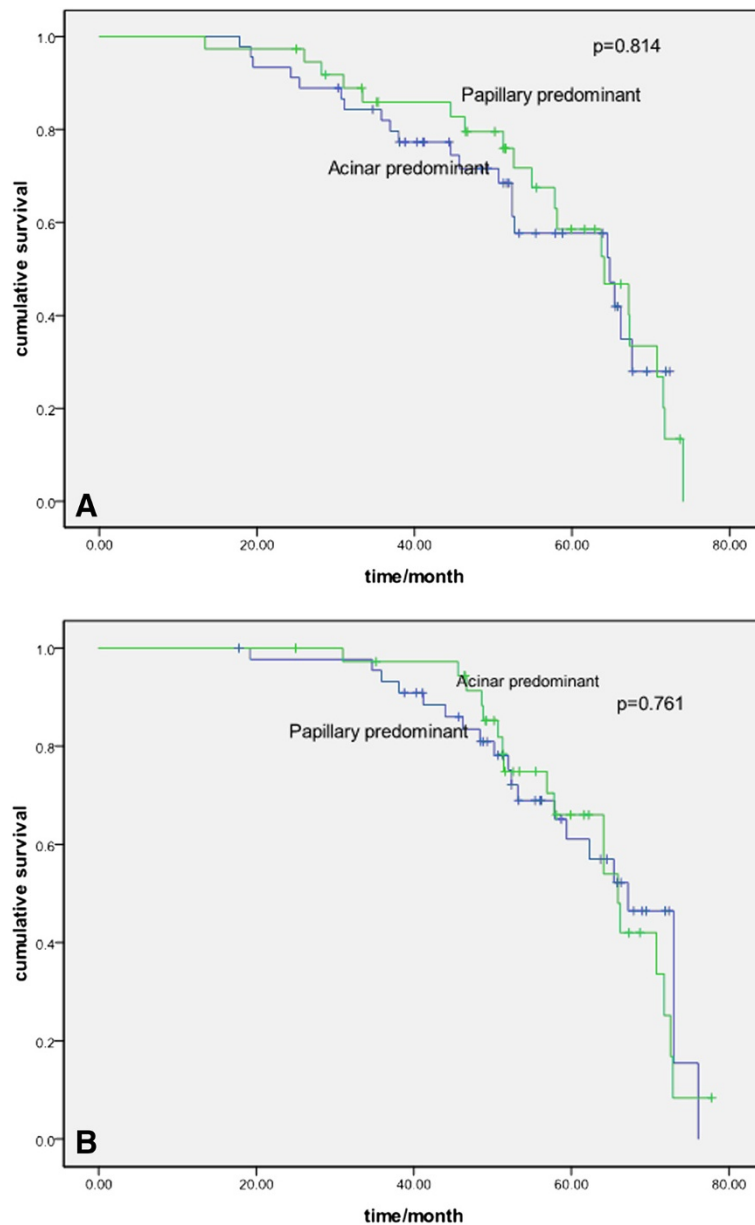 p=0.814
Papillary predominant
Acinar predominant
cumulative survival
1.0
0.8
0.6
0.4
0.2
0.0
A
0.00 20.00 40.00 60.00 80.00
time/month
p=0.761
Acinar predominant
Papillary predominant
cumulative survival
1.0
0.8
0.6
0.4
0.2
0.0
B
0.00 20.00 40.00 60.00 80.00
time/month